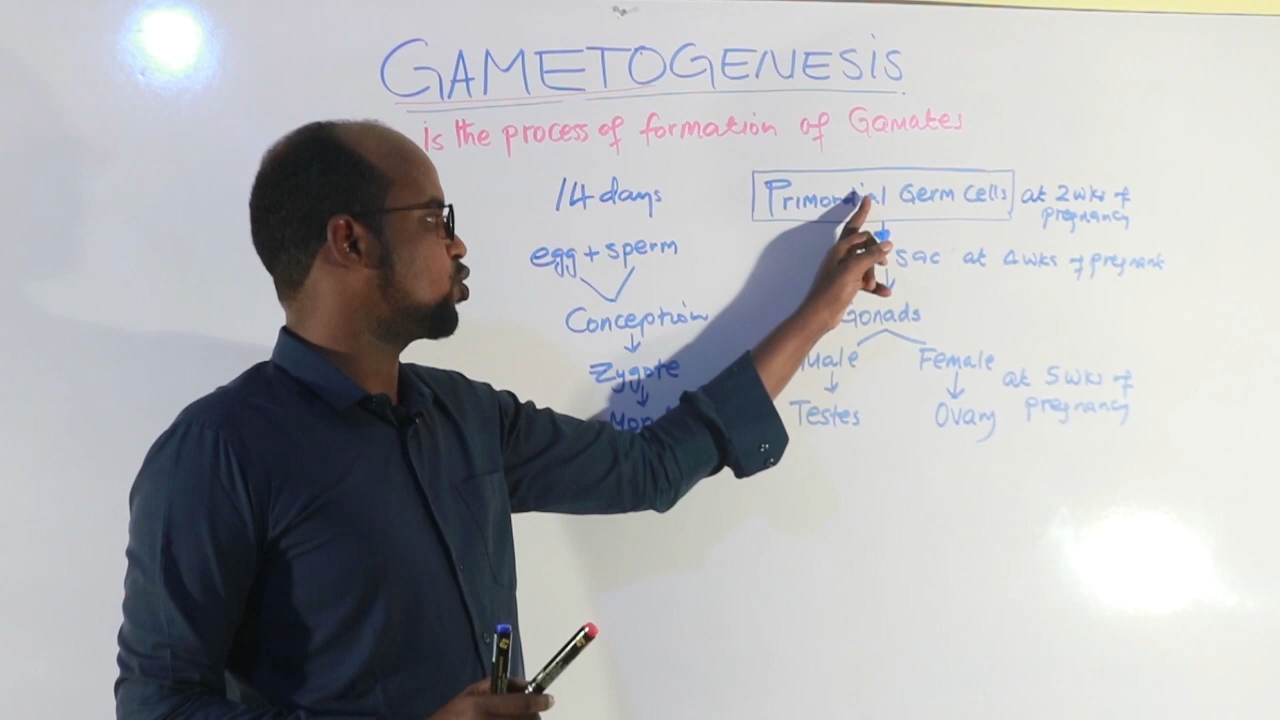 GAMETOGENESIS
is the process of formation of Gamates
14 days
egg + sperm
Conception
Zygote
Primordial Germ Cells at 2wks of
pregnancy
sac at 4wks of pregnant
Gonads
Male Female
Testes Ovary
at 5wks of
pregnancy